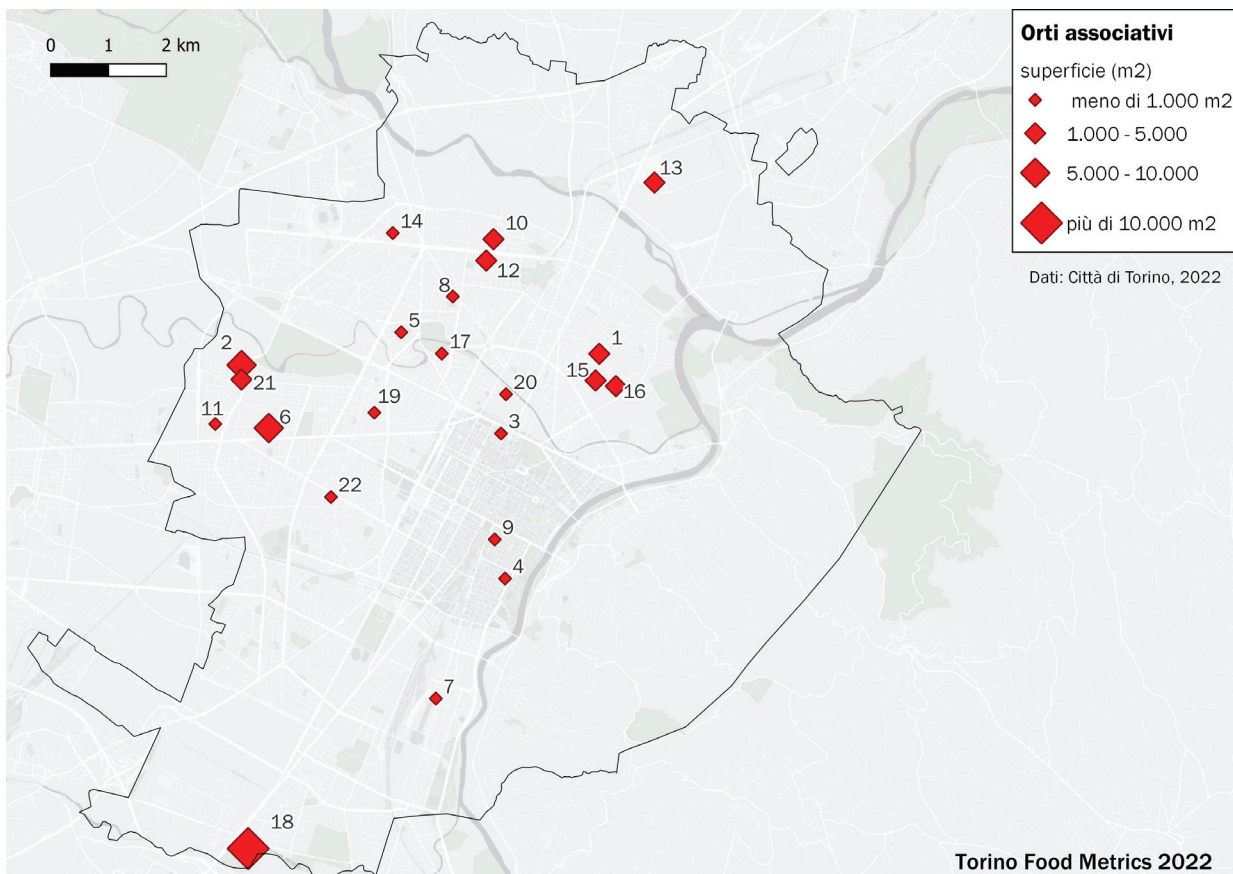 0 1 2 km
Orti associativi
superficie (m2)
meno di 1.000 m2
1.000 - 5.000
5.000 - 10.000
più di 10.000 m2
Dati: Città di Torino, 2022
13
14
10
12
8
5
17
1
2
21
15
16
20
19
11
6
3
22
9
4
7
18
Torino Food Metrics 2022